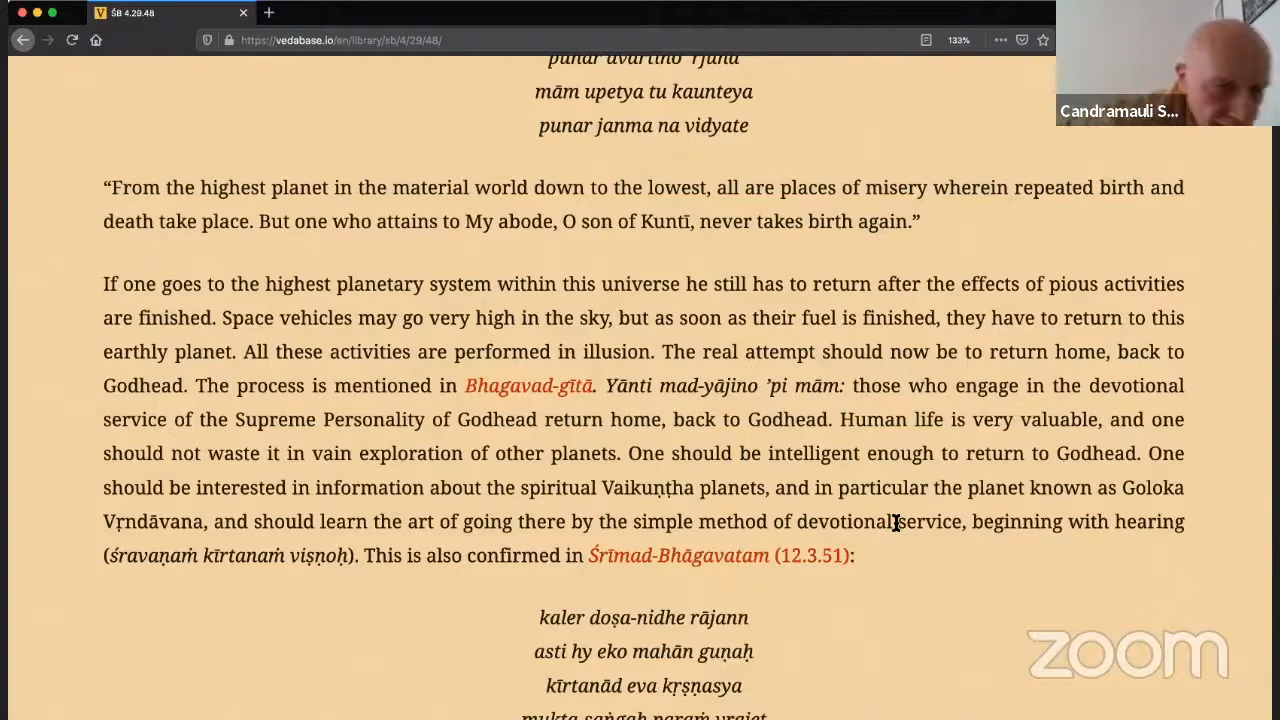 ŚB 4.29.48
https://vedabase.io/en/library/sb/4/29/48/
133%
Candramauli S...
punar āvartino ’rjuna
mām upetya tu kaunteya
punar janma na vidyate
“From the highest planet in the material world down to the lowest, all are places of misery wherein repeated birth and
death take place. But one who attains to My abode, O son of Kuntī, never takes birth again.”
If one goes to the highest planetary system within this universe he still has to return after the effects of pious activities
are finished. Space vehicles may go very high in the sky, but as soon as their fuel is finished, they have to return to this
earthly planet. All these activities are performed in illusion. The real attempt should now be to return home, back to
Godhead. The process is mentioned in Bhagavad-gītā. Yānti mad-yājino ’pi mām: those who engage in the devotional
service of the Supreme Personality of Godhead return home, back to Godhead. Human life is very valuable, and one
should not waste it in vain exploration of other planets. One should be intelligent enough to return to Godhead. One
should be interested in information about the spiritual Vaikuṇṭha planets, and in particular the planet known as Goloka
Vṛndāvana, and should learn the art of going there by the simple method of devotional service, beginning with hearing
(śravaṇaṁ kīrtanaṁ viṣṇoḥ). This is also confirmed in Śrīmad-Bhāgavatam (12.3.51):
kaler doṣa-nidhe rājann
asti hy eko mahān guṇaḥ
kīrtanād eva kṛṣṇasya
mukta-saṅgaḥ paraṁ vrajet
zoom